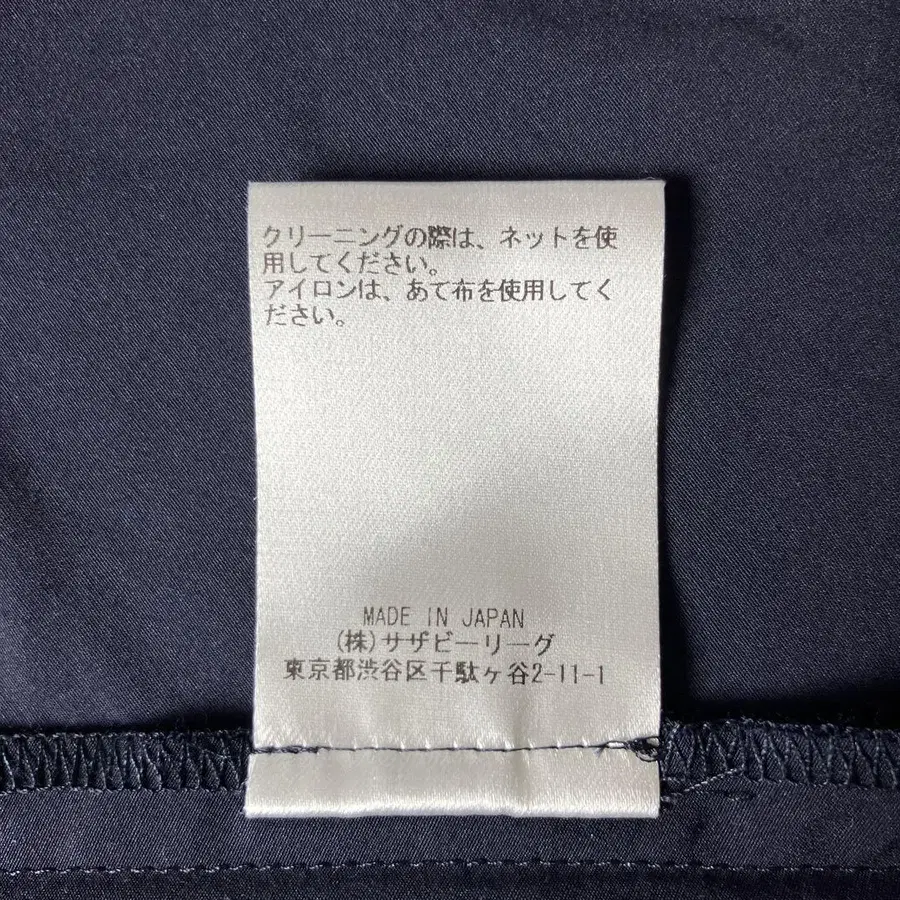 クリーニングの際は、ネットを使
用してください。
アイロンは、あて布を使用してく
ださい。
MADE IN JAPAN
(株)サザビーリーグ
東京都渋谷区千駄ヶ谷2-11-1